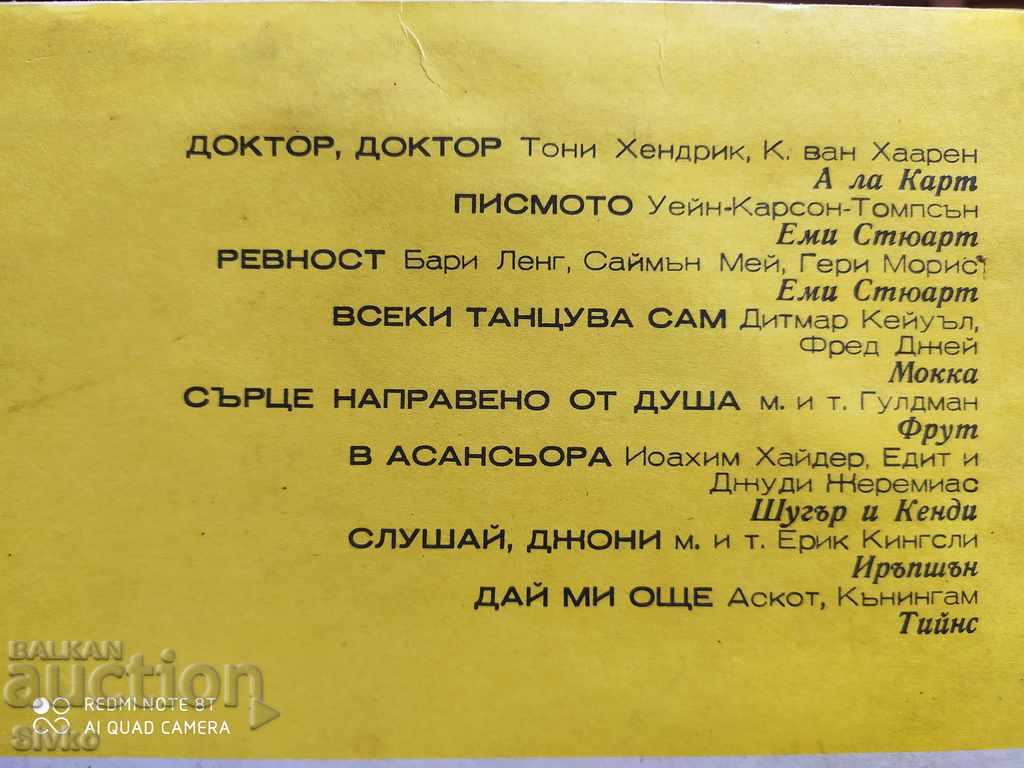 ДОКТОР, ДОКТОР Тони Хендрик, К. ван Хаарен
А ла Карт
ПИСМОТО Уейн-Карсон-Томпсън
Еми Стюарт
РЕВНОСТ Бари Ленг, Саймън Мей, Гери Морис
Еми Стюарт
ВСЕКИ ТАНЦУВА САМ Дитмар Кейуъл,
Фред Джей
Мокка
СЪРЦЕ НАПРАВЕНО ОТ ДУША м. и т. Гулдман
Фрут
В АСАНСЬОРА Иоахим Хайдер, Едит и
Джуди Жеремиас
Шугър и Кенди
СЛУШАЙ, ДЖОНИ м. и т. Ерик Кингсли
Иръпшън
ДАЙ МИ ОЩЕ Аскот, Кънингам
Тийнс
BALKAN
auction
REDMI NOTE 8T
AI QUAD CAMERA
sivko